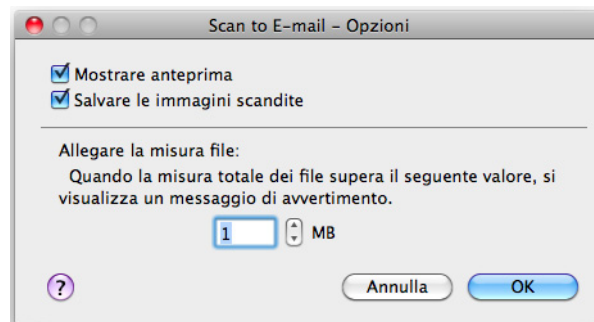 Scan to E-mail – Opzioni
Mostrare anteprima
Salvare le immagini scandite
Allegare la misura file:
Quando la misura totale dei file supera il seguente valore, si
visualizza un messaggio di avvertimento.
1 MB
? Annulla OK